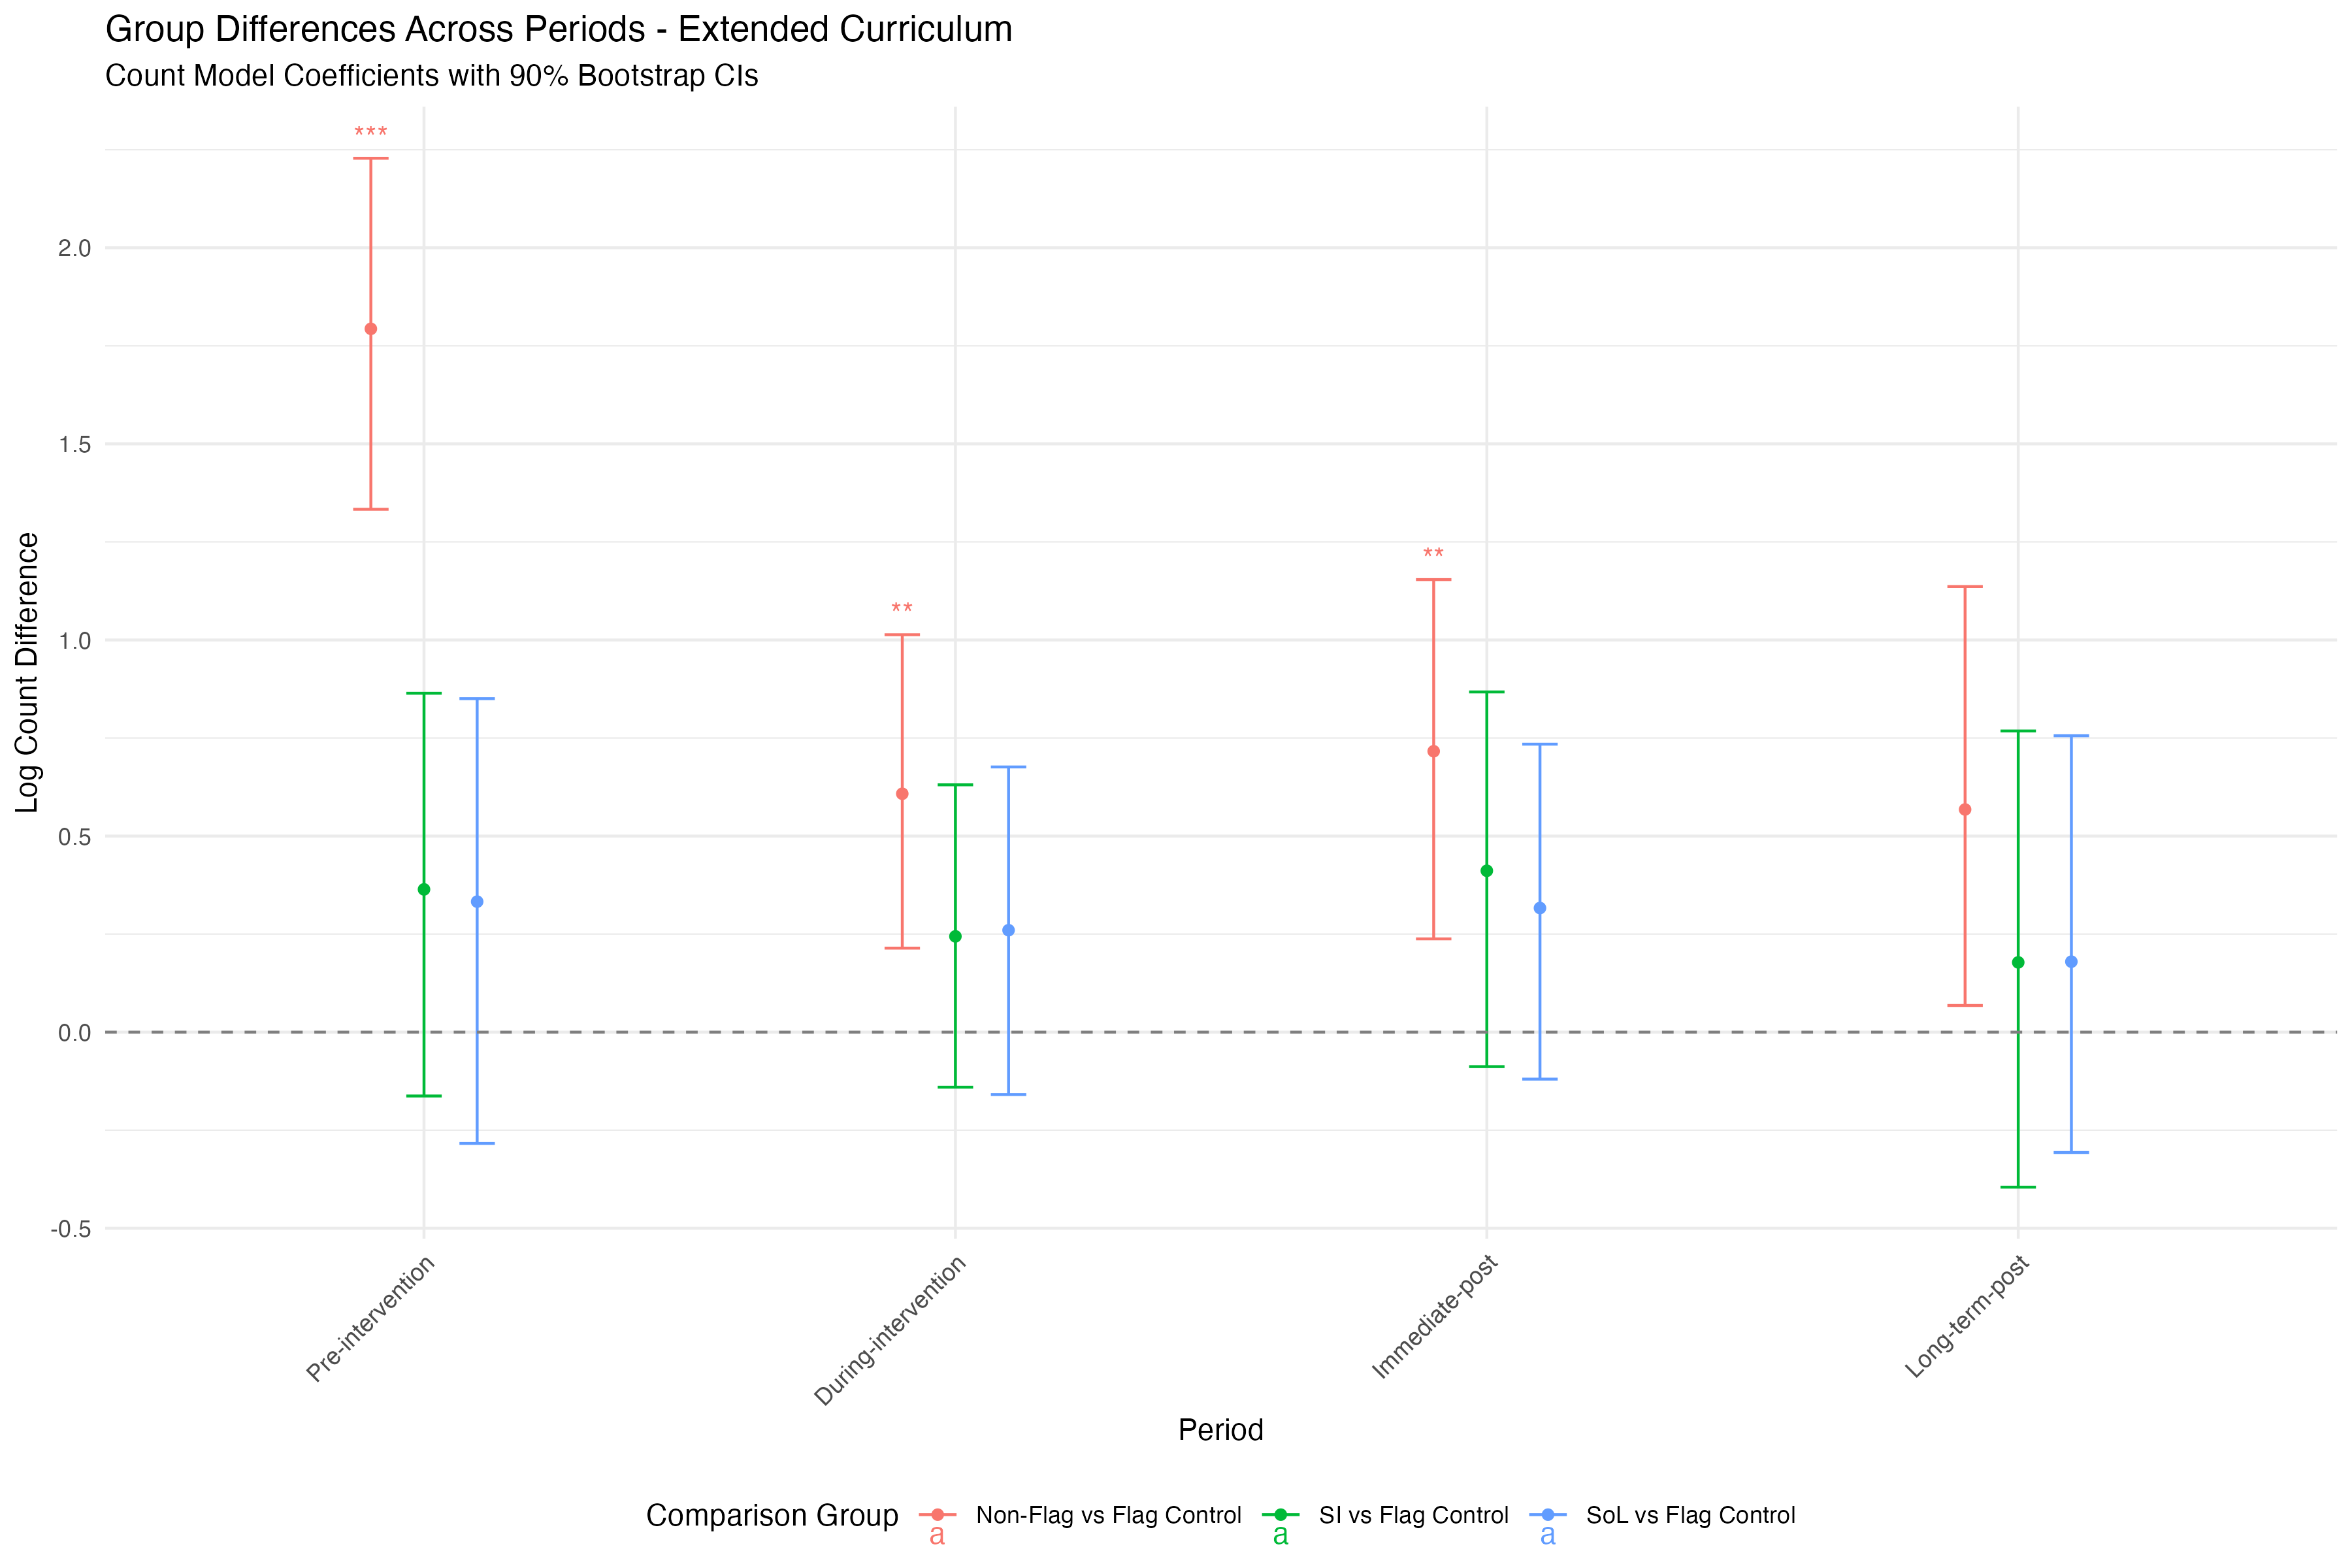 Group Differences Across Periods - Extended Curriculum
Count Model Coefficients with 90% Bootstrap CIs
***
**
**
2.0
1.5
1.0
0.5
0.0
-0.5
Log Count Difference
Pre-intervention
During-intervention
Immediate-post
Long-term-post
Period
Comparison Group
a Non-Flag vs Flag Control
a SI vs Flag Control
a SoL vs Flag Control